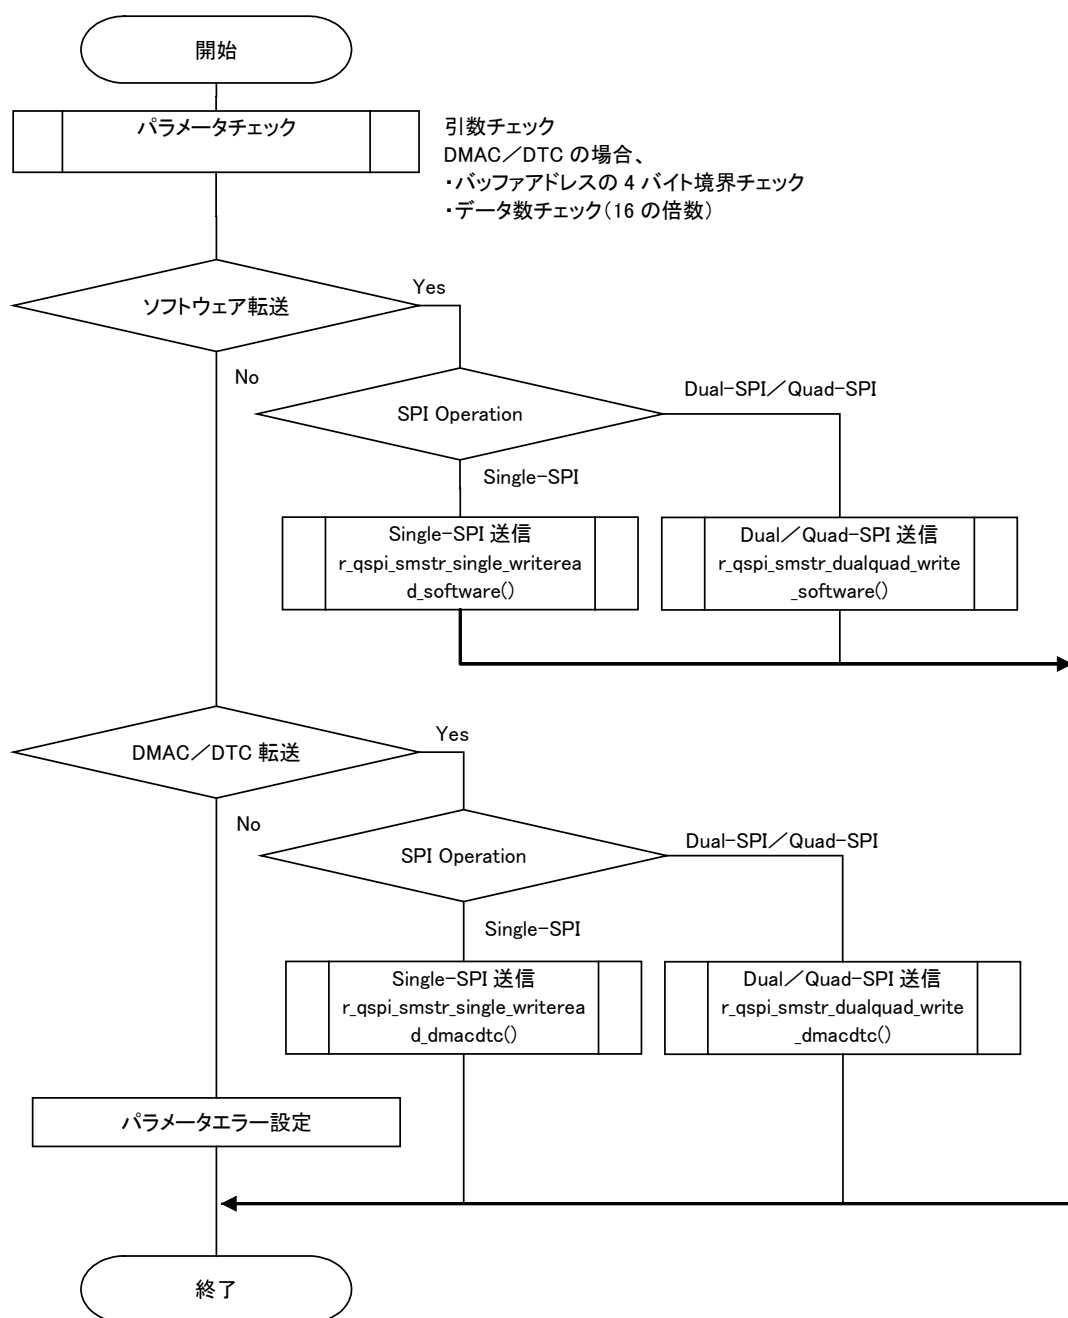 開始
パラメータチェック
引数チェック
DMAC/DTC の場合、
・バッファアドレスの 4 バイト境界チェック
・データ数チェック(16 の倍数)
ソフトウェア転送
Yes
No
SPI Operation
Dual-SPI/Quad-SPI
Single-SPI
Single-SPI 送信
r_qspi_smstr_single_writerea
d_software()
Dual/Quad-SPI 送信
r_qspi_smstr_dualquad_write
_software()
DMAC/DTC 転送
Yes
No
SPI Operation
Dual-SPI/Quad-SPI
Single-SPI
Single-SPI 送信
r_qspi_smstr_single_writerea
d_dmacdtc()
Dual/Quad-SPI 送信
r_qspi_smstr_dualquad_write
_dmacdtc()
パラメータエラー設定
終了